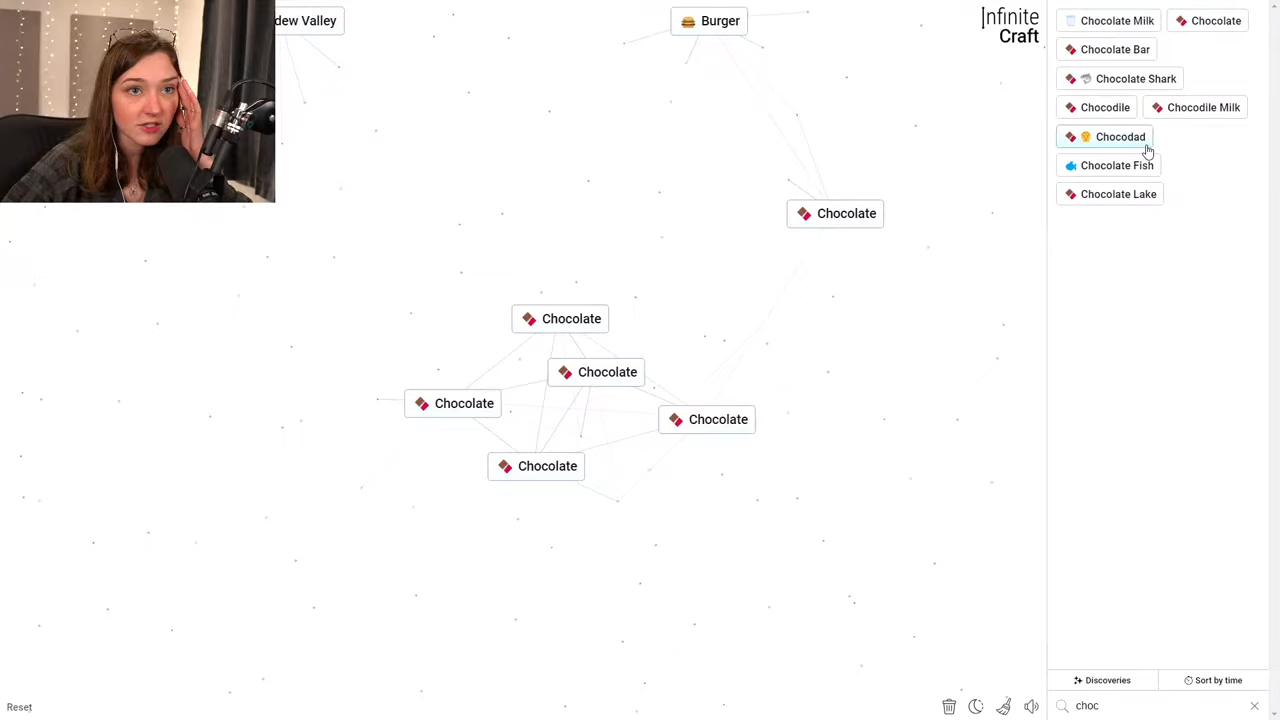 dew Valley
🍔 Burger
Infinite
Craft
Chocolate Milk
Chocolate
Chocolate Bar
Chocolate Shark
Chocodile
Chocodile Milk
Chocodad
Chocolate Fish
Chocolate Lake
Chocolate
Chocolate
Chocolate
Chocolate
Chocolate
Chocolate
Discoveries
Sort by time
Reset
choc